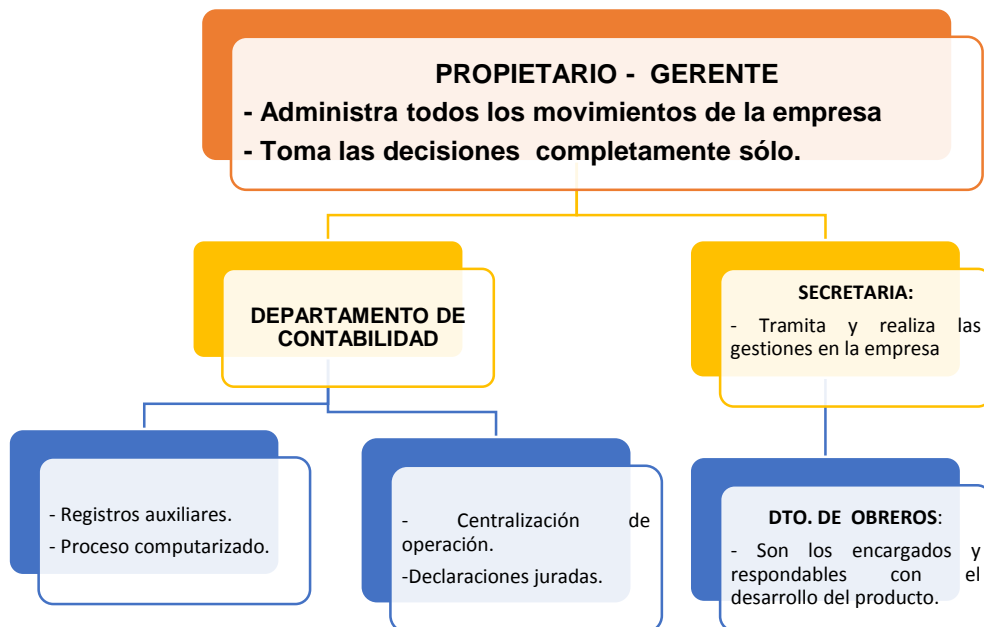 PROPIETARIO - GERENTE
- Administra todos los movimientos de la empresa
- Toma las decisiones completamente sólo.
DEPARTAMENTO DE
CONTABILIDAD
SECRETARIA:
- Tramita y realiza las
gestiones en la empresa
- Registros auxiliares.
- Proceso computarizado.
- Centralización de
operación.
-Declaraciones juradas.
DTO. DE OBREROS:
- Son los encargados y
respondables con el
desarrollo del producto.